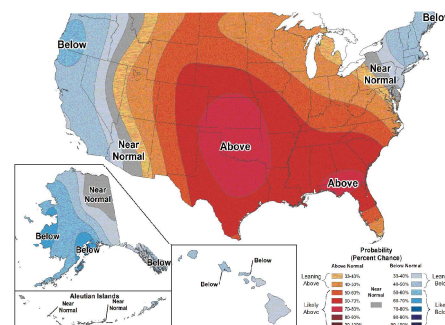 Below
Below
Near
Normal
Near
Normal
Above
Above
Near
Normal
Below
Below
Below
Aleutian Islands
Near
Normal
Near
Normal
Below
Below
Probability
(Percent Chance)
Above Normal
Below Normal
Leaning
Above
33-40%
40-50%
50-60%
Likely
Above
60-70%
70-80%
80-90%
90-100%
Near
Normal
33-40%
40-50%
50-60%
60-70%
70-80%
80-90%